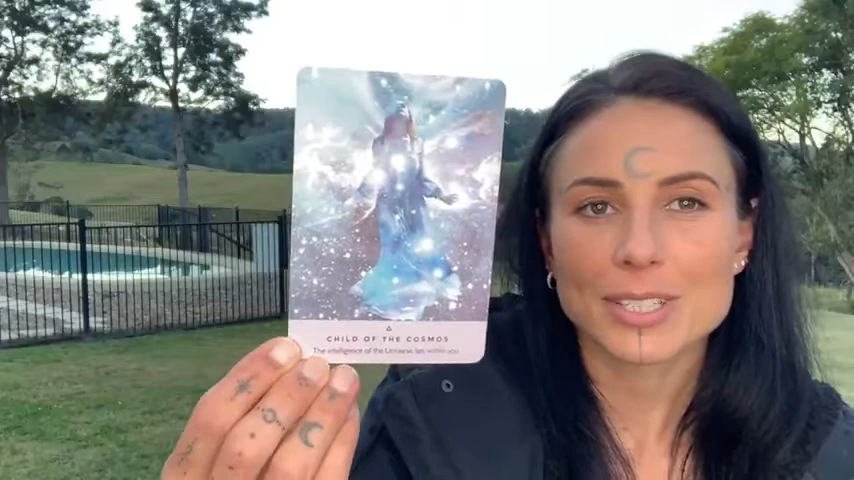 CHILD OF THE COSMOS
The intelligence of the Universe lies within you